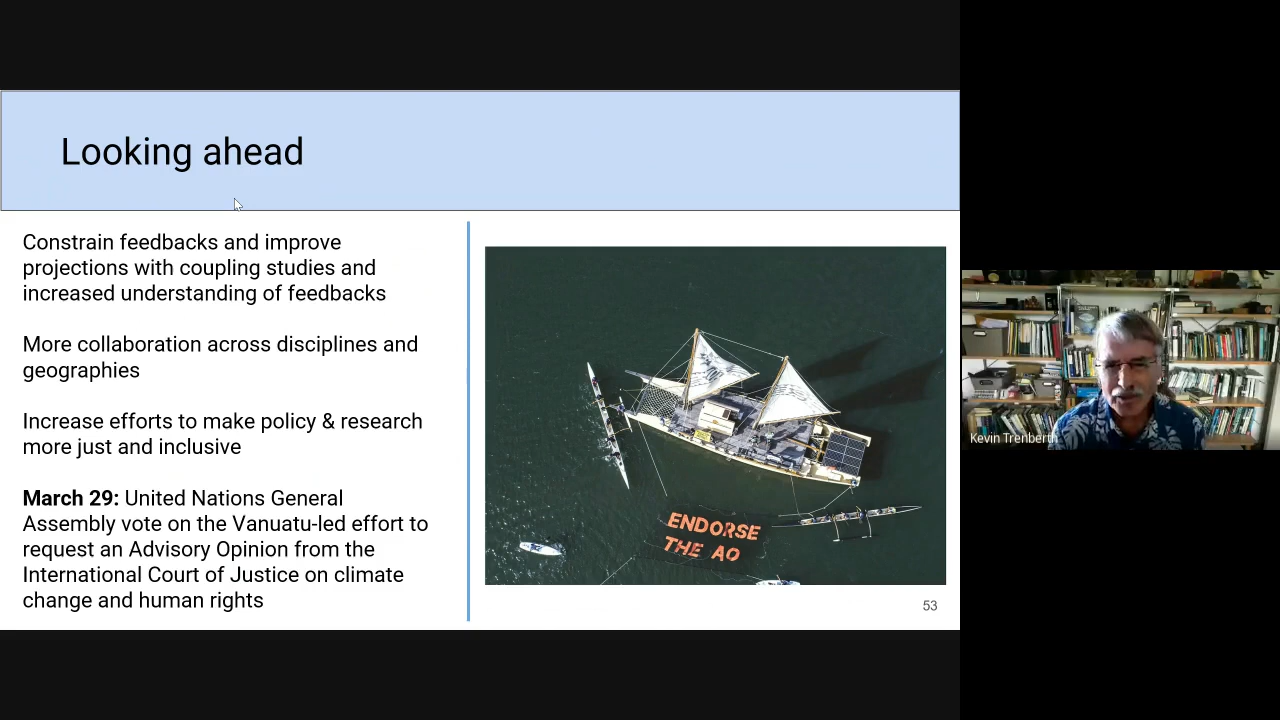 Looking ahead
Constrain feedbacks and improve
projections with coupling studies and
increased understanding of feedbacks
More collaboration across disciplines and
geographies
Increase efforts to make policy & research
more just and inclusive
March 29: United Nations General
Assembly vote on the Vanuatu-led effort to
request an Advisory Opinion from the
International Court of Justice on climate
change and human rights
ENDORSE
THE AO
53
Kevin Trenberth